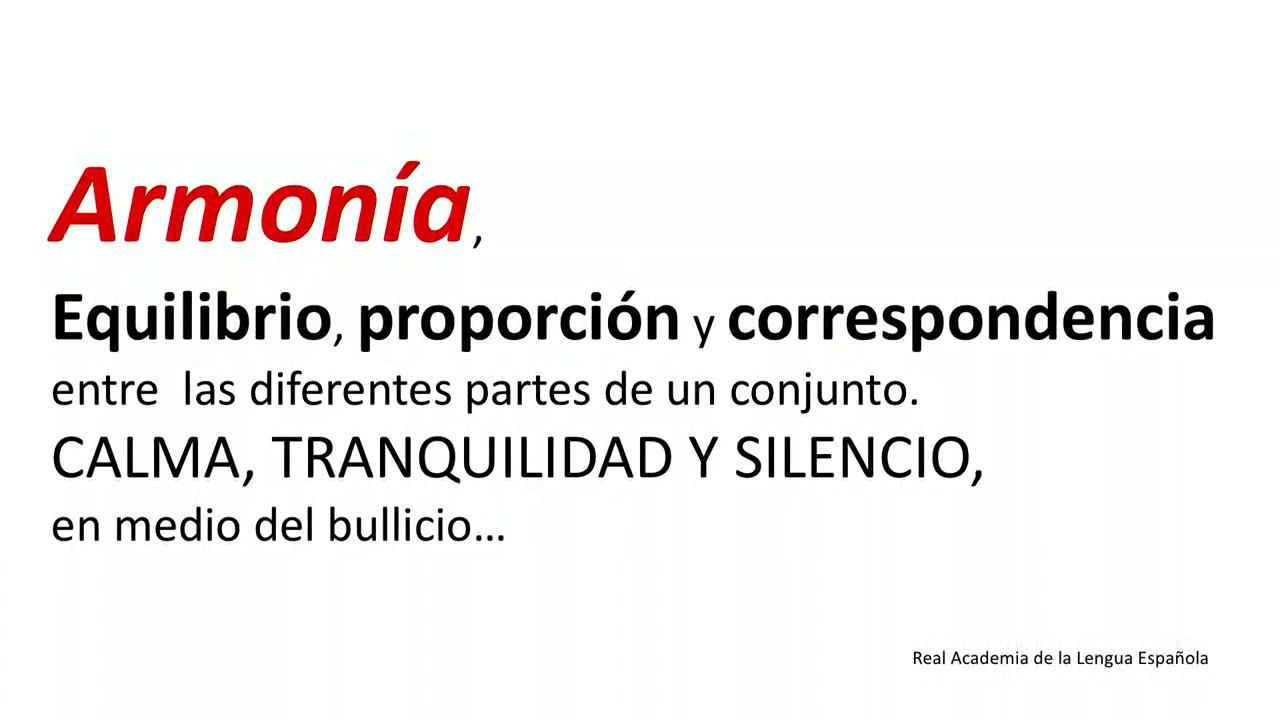 Armonía,
Equilibrio, proporción y correspondencia
entre  las diferentes partes de un conjunto.
CALMA, TRANQUILIDAD Y SILENCIO,
en medio del bullicio...
Real Academia de la Lengua Española